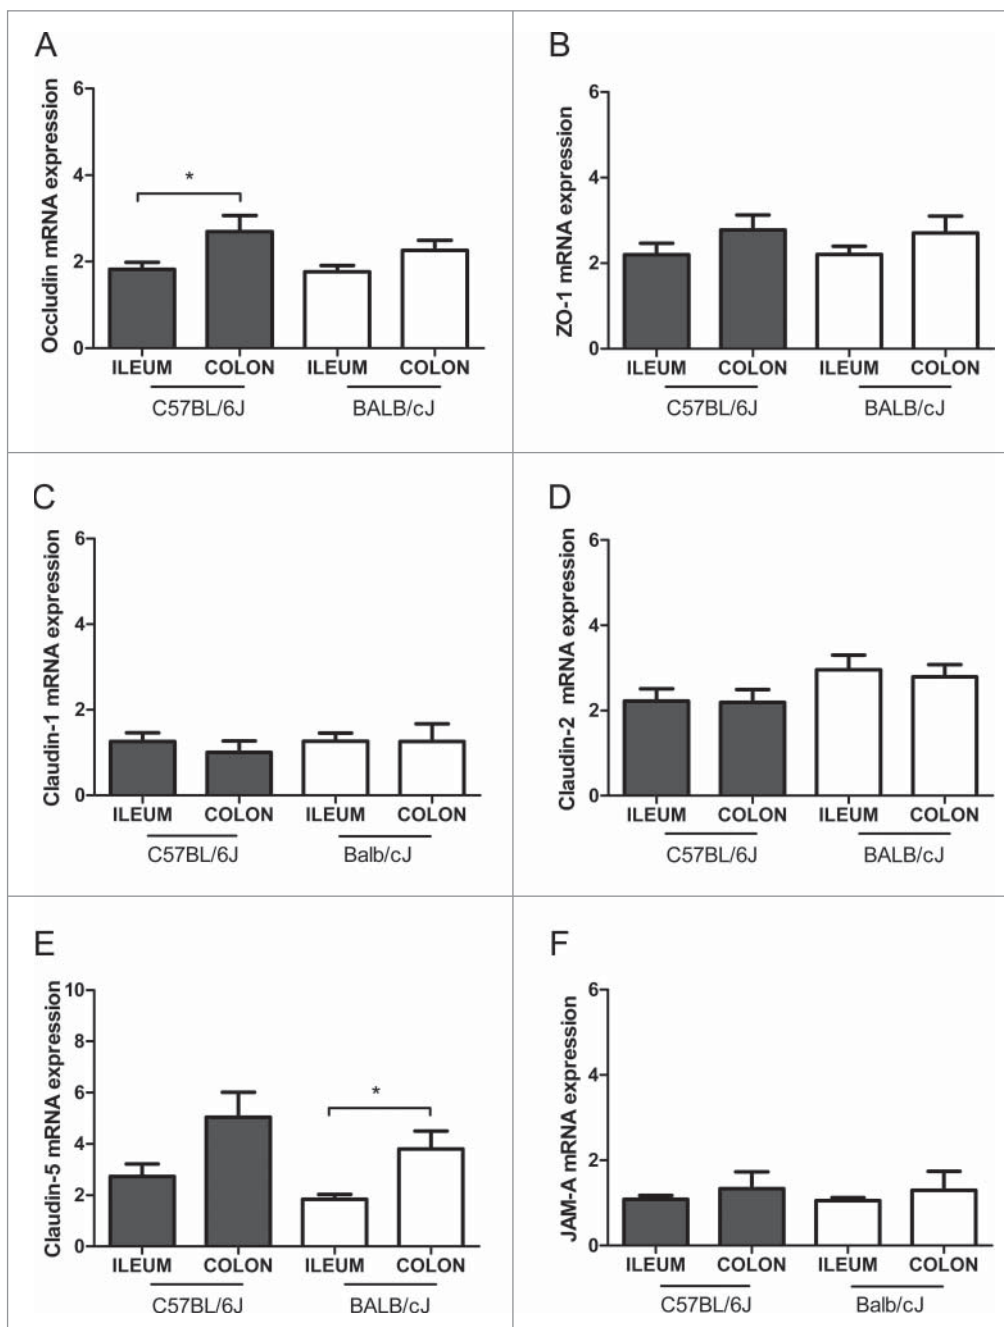 A
Occludin mRNA expression
6
4
2
0
*
ILEUM COLON ILEUM COLON
C57BL/6J BALB/cJ
B
ZO-1 mRNA expression
6
4
2
0
ILEUM COLON ILEUM COLON
C57BL/6J BALB/cJ
C
Claudin-1 mRNA expression
6
4
2
0
ILEUM COLON ILEUM COLON
C57BL/6J Balb/cJ
D
Claudin-2 mRNA expression
6
4
2
0
ILEUM COLON ILEUM COLON
C57BL/6J BALB/cJ
E
Claudin-5 mRNA expression
10
8
6
4
2
0
*
ILEUM COLON ILEUM COLON
C57BL/6J BALB/cJ
F
JAM-A mRNA expression
6
4
2
0
ILEUM COLON ILEUM COLON
C57BL/6J Balb/cJ